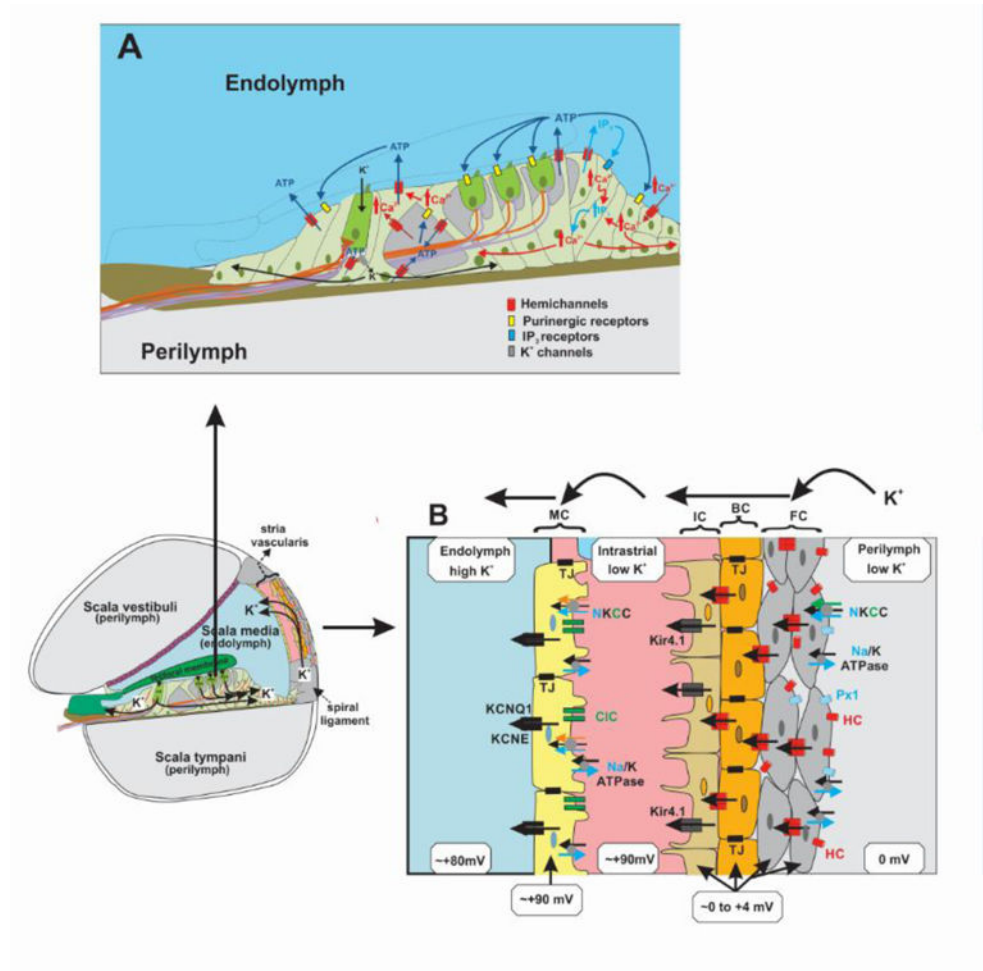 A
Endolymph
ATP
IP₃
ATP
ATP
K⁺
Ca²⁺
Ca²⁺
Ca²⁺
Ca²⁺
IP₃
Ca²⁺
Ca²⁺
ATP
ATP
K⁺
Hemichannels
Purinergic receptors
IP₃ receptors
K⁺ channels
Perilymph
stria
vascularis
Scala vestibuli
(perilymph)
K⁺
Scala media
(endolymph)
K⁺
K⁺
K⁺
spiral
ligament
Scala tympani
(perilymph)
K⁺
B
MC
IC
BC
FC
Endolymph
high K⁺
TJ
Intrastrial
low K⁺
TJ
Perilymph
low K⁺
NKCC
NKCC
Kir4.1
Na/K
ATPase
TJ
KCNQ1
KCNE
ClC
Px1
HC
Na/K
ATPase
Kir4.1
TJ
HC
~+80mV
~+90mV
0 mV
~+90 mV
~0 to +4 mV